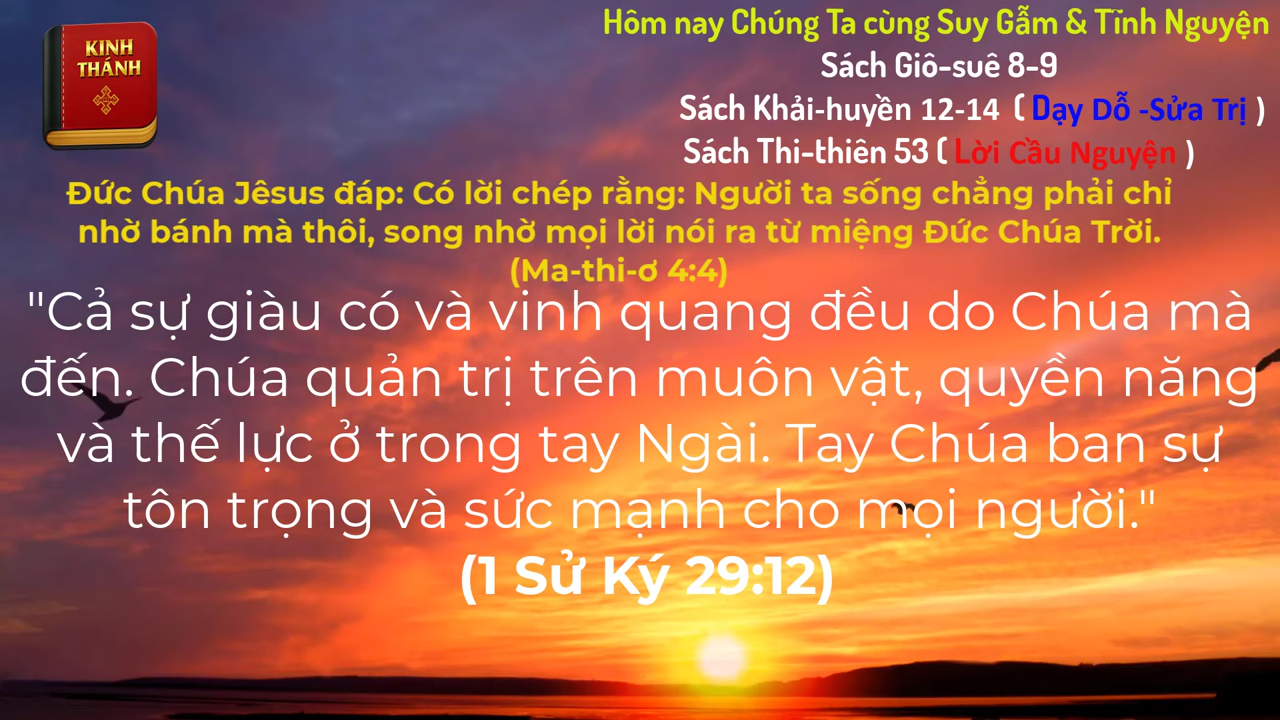 KINH
THÁNH
Hôm nay Chúng Ta cùng Suy Gẫm & Tĩnh Nguyện
Sách Giô-suê 8-9
Sách Khải-huyền 12-14 ( Dạy Dỗ -Sửa Trị )
Sách Thi-thiên 53 ( Lời Cầu Nguyện )
Đức Chúa Jêsus đáp: Có lời chép rằng: Người ta sống chẳng phải chỉ
nhờ bánh mà thôi, song nhờ mọi lời nói ra từ miệng Đức Chúa Trời.
(Ma-thi-ơ 4:4)
"Cả sự giàu có và vinh quang đều do Chúa mà
đến. Chúa quản trị trên muôn vật, quyền năng
và thế lực ở trong tay Ngài. Tay Chúa ban sự
tôn trọng và sức mạnh cho mọi người."
(1 Sử Ký 29:12)